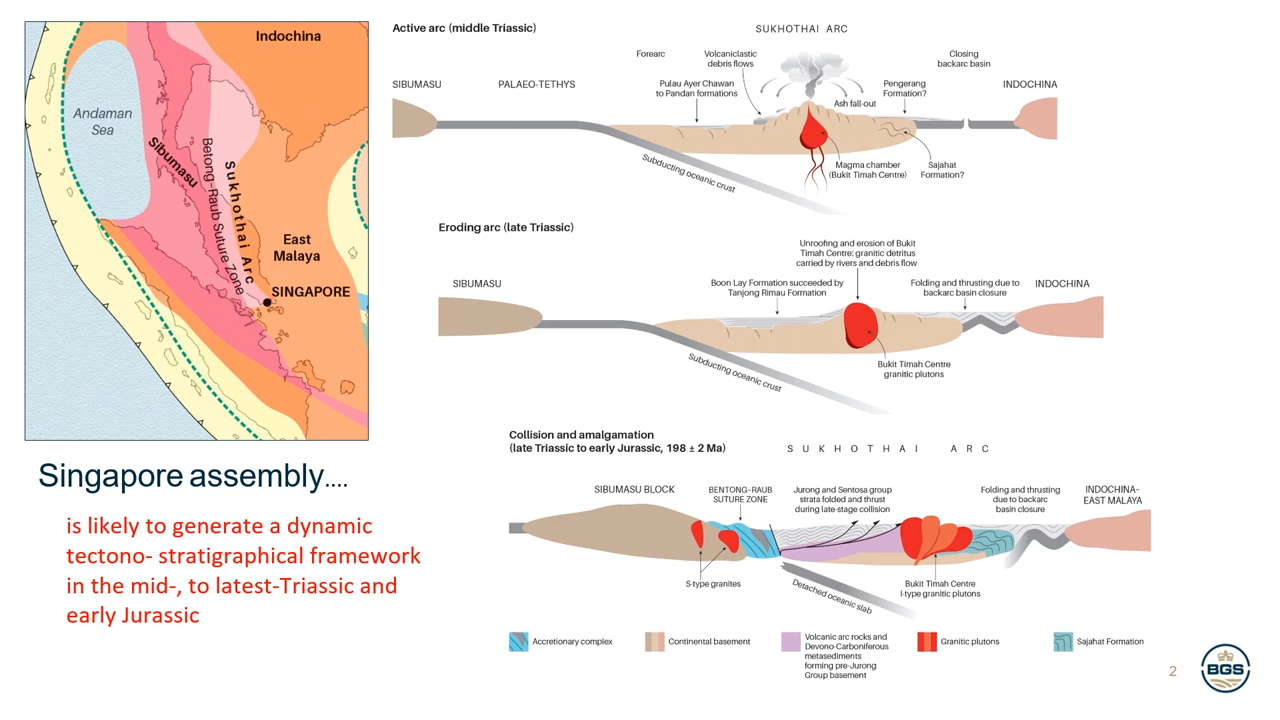 Indochina
Andaman
Sea
Sibumasu
Betong-Raub Suture Zone
Sukhothai Arc
East
Malaya
SINGAPORE
Singapore assembly....
is likely to generate a dynamic
tectono- stratigraphical framework
in the mid-, to latest-Triassic and
early Jurassic
Active arc (middle Triassic)
SUKHOTHAI ARC
Forearc
Volcaniclastic
debris flows
Closing
backarc basin
SIBUMASU
PALAEO-TETHYS
Pulau Ayer Chawan
to Pandan formations
Ash fall-out
Pengerang
Formation?
INDOCHINA
Subducting oceanic crust
Magma chamber
(Bukit Timah Centre)
Sajahat
Formation?
Eroding arc (late Triassic)
Unroofing and erosion of Bukit
Timah Centre: granitic detritus
carried by rivers and debris flow
SIBUMASU
Boon Lay Formation succeeded by
Tanjong Rimau Formation
Folding and thrusting due to
backarc basin closure
INDOCHINA
Subducting oceanic crust
Bukit Timah Centre
granitic plutons
Collision and amalgamation
(late Triassic to early Jurassic, 198 ± 2 Ma)
SUKHOTHAI ARC
SIBUMASU BLOCK
BENTONG-RAUB
SUTURE ZONE
Jurong and Sentosa group
strata folded and thrust
during late-stage collision
Folding and thrusting
due to backarc
basin closure
INDOCHINA-
EAST MALAYA
S-type granites
Detached oceanic slab
Bukit Timah Centre
I-type granitic plutons
Accretionary complex
Continental basement
Volcanic arc rocks and
Devono-Carboniferous
metasediments
forming pre-Jurong
Group basement
Granitic plutons
Sajahat Formation
2
BGS